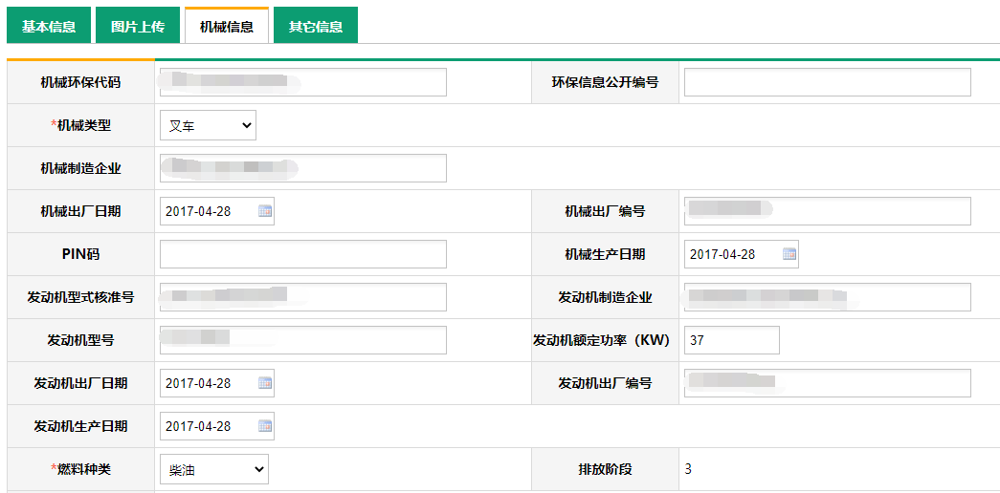 基本信息 图片上传 机械信息 其它信息
机械环保代码 环保信息公开编号
*机械类型 叉车
机械制造企业
机械出厂日期 2017-04-28 机械出厂编号
PIN码 机械生产日期 2017-04-28
发动机型式核准号 发动机制造企业
发动机型号 发动机额定功率（KW） 37
发动机出厂日期 2017-04-28 发动机出厂编号
发动机生产日期 2017-04-28
*燃料种类 柴油 排放阶段 3